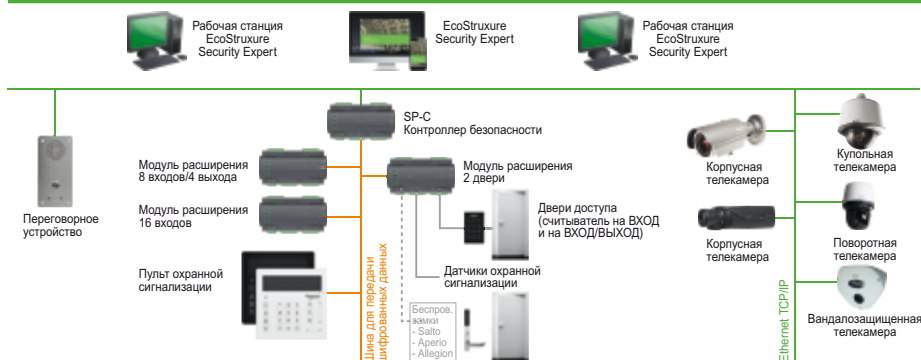 Рабочая станция
EcoStruxure
Security Expert
EcoStruxure
Security Expert
Рабочая станция
EcoStruxure
Security Expert
SP-C
Контроллер безопасности
Переговорное
устройство
Модуль расширения
8 входов/4 выхода
Модуль расширения
16 входов
Пульт охранной
сигнализации
Шина для передачи
шифрованных данных
Модуль расширения
2 двери
Двери доступа
(считыватель на ВХОД
и на ВХОД/ВЫХОД)
Датчики охранной
сигнализации
Беспров.
замки
- Salto
- Aperio
- Allegion
Корпусная
телекамера
Корпусная
телекамера
Ethernet TCP/IP
Купольная
телекамера
Поворотная
телекамера
Вандалозащищенная
телекамера